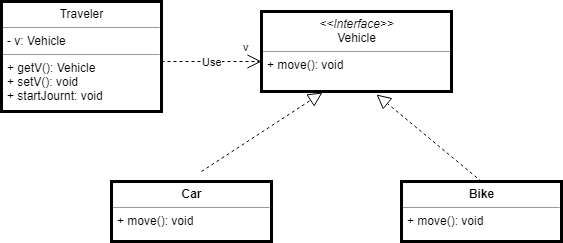 Traveler
- v: Vehicle
+ getV(): Vehicle
+ setV(): void
+ startJournt: void
Use
v
<<Interface>>
Vehicle
+ move(): void
Car
+ move(): void
Bike
+ move(): void